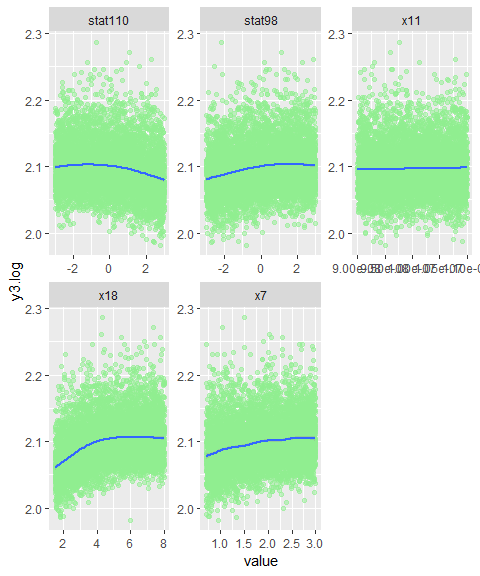 stat110 stat98 x11
2.3 2.3 2.3
2.2 2.2 2.2
2.1 2.1 2.1
2.0 2.0 2.0
-2 0 2 -2 0 2
y3.log
x18 x7
2.3 2.3
2.2 2.2
2.1 2.1
2.0 2.0
2 4 6 8 1.0 1.5 2.0 2.5 3.0
value